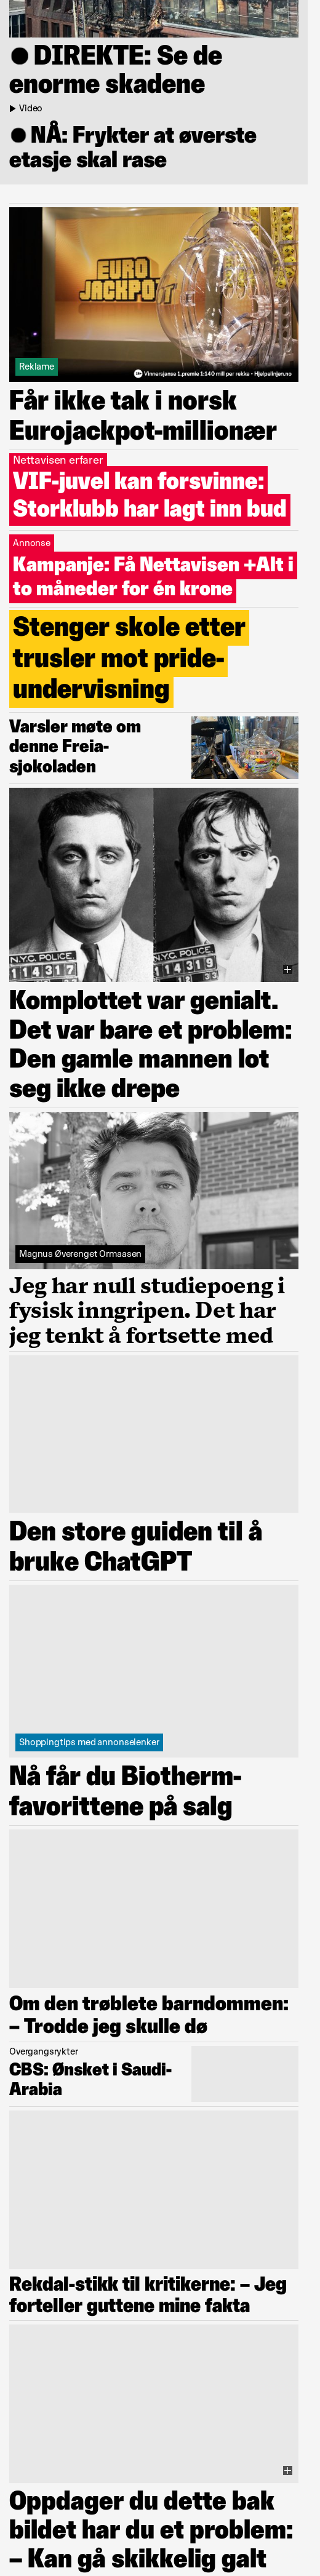 ● DIREKTE: Se de
enorme skadene
Video
● NÅ: Frykter at øverste
etasje skal rase
EURO
JACKPOT
Reklame
18+ Vinnersjanse 1.premie 1:140 mill per rekke - Hjelpelinjen.no
Får ikke tak i norsk
Eurojackpot-millionær
Nettavisen erfarer
VIF-juvel kan forsvinne:
Storklubb har lagt inn bud
Annonse
Kampanje: Få Nettavisen +Alt i
to måneder for én krone
Stenger skole etter
trusler mot pride-
undervisning
Varsler møte om
denne Freia-
sjokoladen
N.Y.C. POLICE
114317
N.Y.C. POLICE
114319
Komplottet var genialt.
Det var bare et problem:
Den gamle mannen lot
seg ikke drepe
Magnus Øverenget Ormaasen
Jeg har null studiepoeng i
fysisk inngripen. Det har
jeg tenkt å fortsette med
Den store guiden til å
bruke ChatGPT
Shoppingtips med annonselenker
Nå får du Biotherm-
favorittene på salg
Om den trøblete barndommen:
– Trodde jeg skulle dø
Overgangsrykter
CBS: Ønsket i Saudi-
Arabia
Rekdal-stikk til kritikerne: – Jeg
forteller guttene mine fakta
Oppdager du dette bak
bildet har du et problem:
– Kan gå skikkelig galt